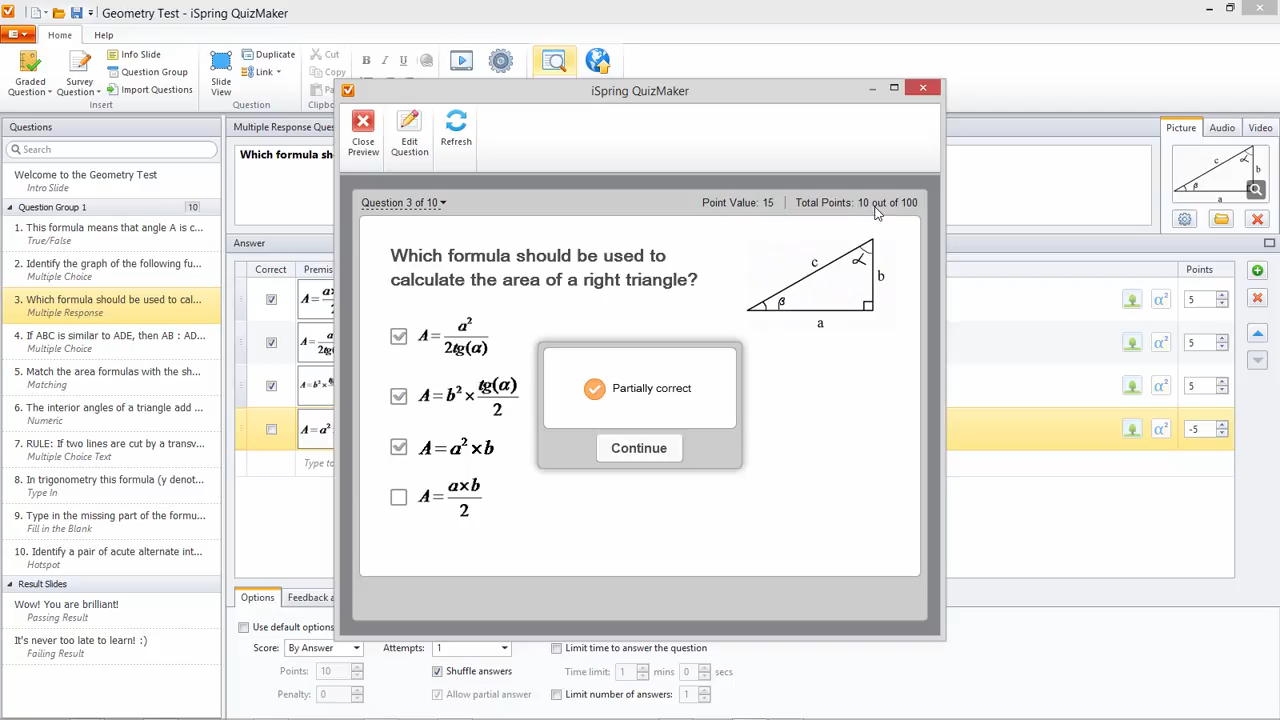 Geometry Test - iSpring QuizMaker
Home
Help
Graded Question
Survey Question
Info Slide
Question Group
Import Questions
Insert
Slide View
Duplicate
Link
Question
Cut
Copy
B I U
iSpring QuizMaker
Close Preview
Edit Question
Refresh
Questions
Search
Welcome to the Geometry Test
Intro Slide
Question Group 1 10
1. This formula means that angle A is c...
True/False
2. Identify the graph of the following fu...
Multiple Choice
3. Which formula should be used to cal...
Multiple Response
4. If ABC is similar to ADE, then AB : AD...
Multiple Choice
5. Match the area formulas with the sh...
Matching
6. The interior angles of a triangle add ...
Numeric
7. RULE: If two lines are cut by a transv...
Multiple Choice Text
8. In trigonometry this formula (y denot...
Type In
9. Type in the missing part of the formu...
Fill in the Blank
10. Identify a pair of acute alternate int...
Hotspot
Result Slides
Wow! You are brilliant!
Passing Result
It's never too late to learn! :)
Failing Result
Multiple Response Ques
Which formula sh
Picture Audio Video
c α b β a
Answer
Correct Premis
Points
5
5
5
-5
Type to
Question 3 of 10
Point Value: 15 | Total Points: 10 out of 100
Which formula should be used to
calculate the area of a right triangle?
c α b β a
A= a² / 2tg(α)
A= b² × tg(α) / 2
A= a² × b
A= a×b / 2
Partially correct
Continue
Options Feedback a
Use default options
Score: By Answer Attempts: 1 Limit time to answer the question
Points: 10 Shuffle answers Time limit: 1 mins 0 secs
Penalty: 0 Allow partial answer Limit number of answers: 1